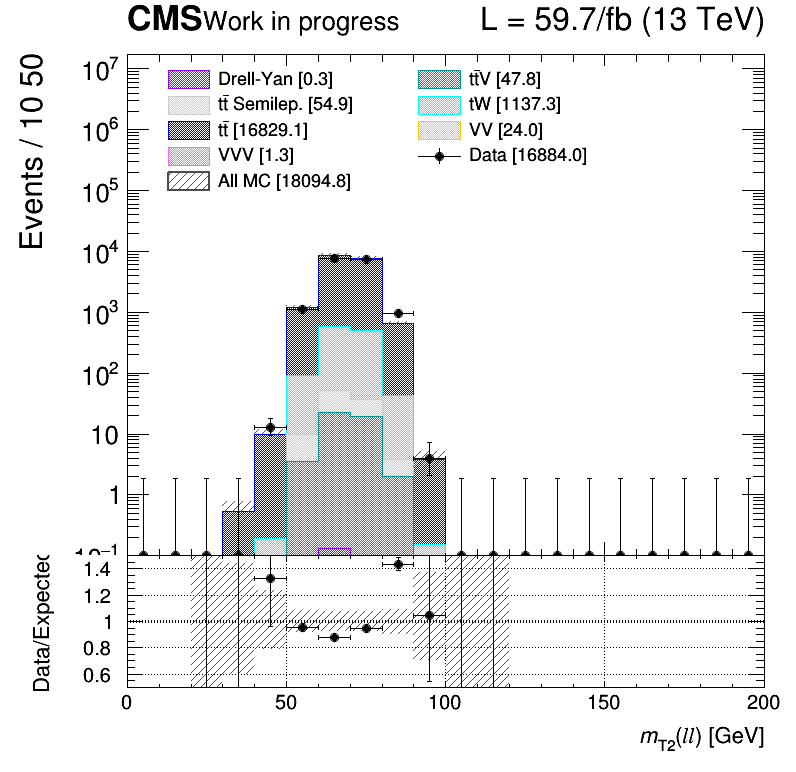 CMS Work in progress L = 59.7/fb (13 TeV)
Events / 10 50
10⁷
10⁶
10⁵
10⁴
10³
10²
10
1
10⁻¹
Drell-Yan [0.3]
tt̄ Semilep. [54.9]
tt̄ [16829.1]
VVV [1.3]
All MC [18094.8]
tt̄V [47.8]
tW [1137.3]
VV [24.0]
Data [16884.0]
Data/Expected
1.4
1.2
1
0.8
0.6
0 50 100 150 200
m_T2(ll) [GeV]